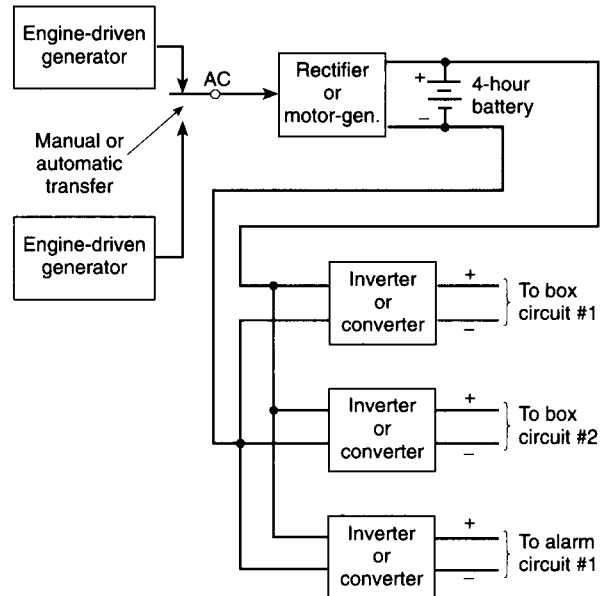 Engine-driven
generator
AC
Manual or
automatic
transfer
Engine-driven
generator
Rectifier
or
motor-gen.
+
–
4-hour
battery
Inverter
or
converter
+
–
To box
circuit #1
Inverter
or
converter
+
–
To box
circuit #2
Inverter
or
converter
+
–
To alarm
circuit #1